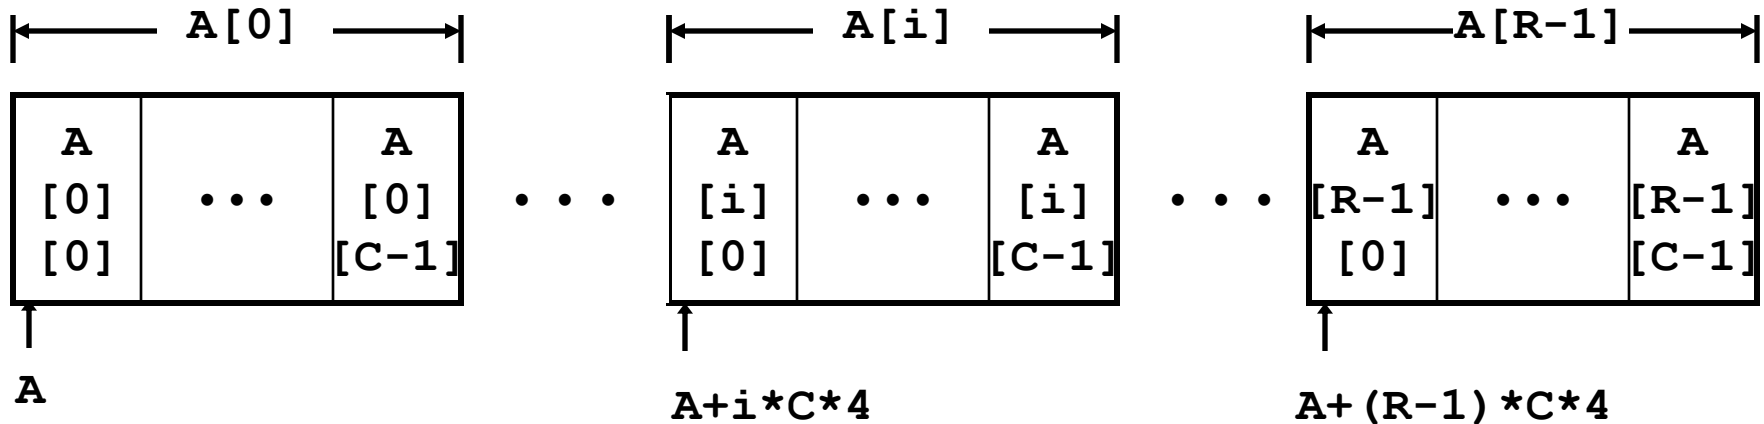 A[0] A[i] A[R-1]
A ••• A • • • A ••• A • • • A ••• A
[0] [0] [i] [i] [R-1] [R-1]
[0] [C-1] [0] [C-1] [0] [C-1]
A A+i*C*4 A+(R-1)*C*4